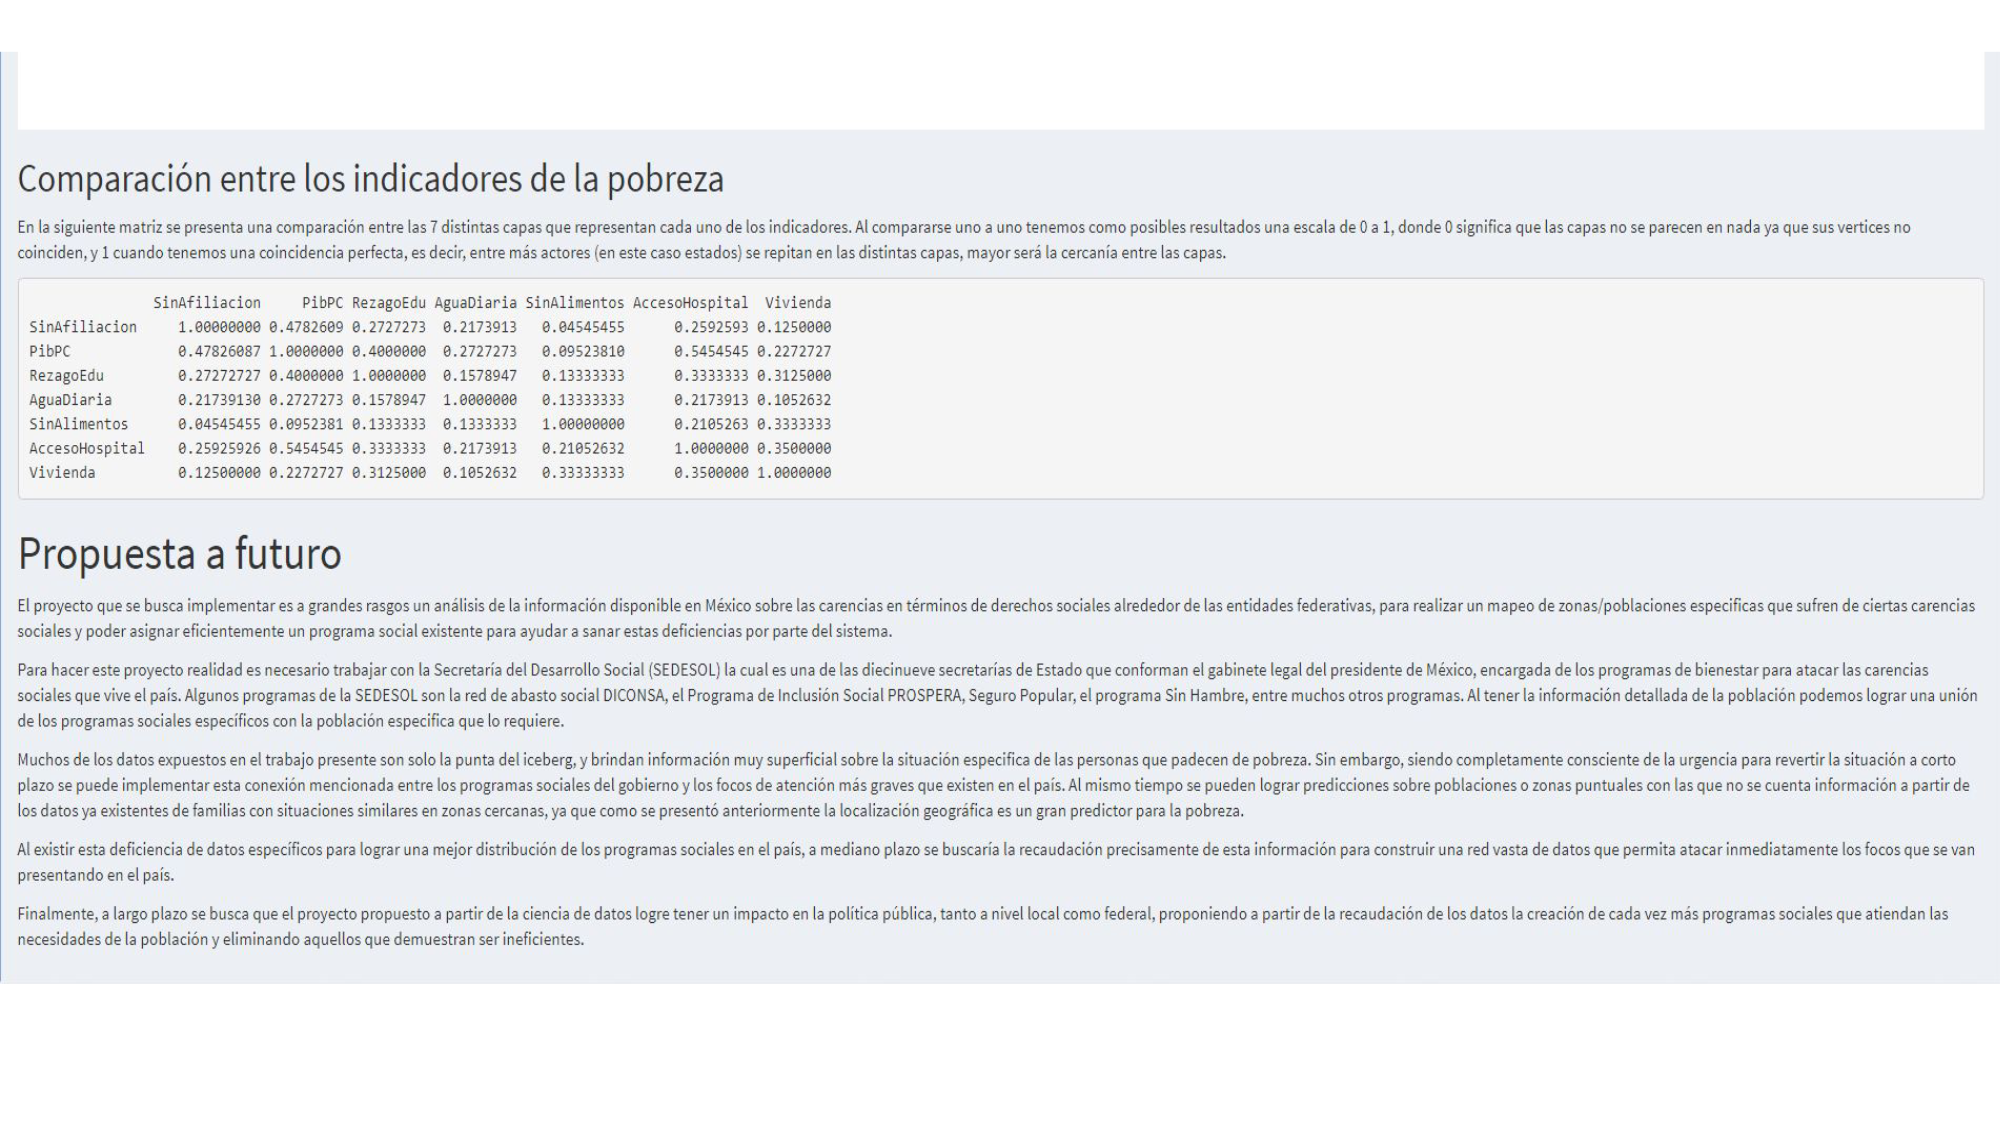 Comparación entre los indicadores de la pobreza
En la siguiente matriz se presenta una comparación entre las 7 distintas capas que representan cada uno de los indicadores. Al compararse uno a uno tenemos como posibles resultados una escala de 0 a 1, donde 0 significa que las capas no se parecen en nada ya que sus vertices no
coinciden, y 1 cuando tenemos una coincidencia perfecta, es decir, entre más actores (en este caso estados) se repitan en las distintas capas, mayor será la cercanía entre las capas.
SinAfiliacion PibPC RezagoEdu AguaDiaria SinAlimentos AccesoHospital Vivienda
SinAfiliacion 1.00000000 0.4782609 0.2727273 0.2173913 0.04545455 0.2592593 0.1250000
PibPC 0.47826087 1.0000000 0.4000000 0.2727273 0.09523810 0.5454545 0.2272727
RezagoEdu 0.27272727 0.4000000 1.0000000 0.1578947 0.13333333 0.3333333 0.3125000
AguaDiaria 0.21739130 0.2727273 0.1578947 1.0000000 0.13333333 0.2173913 0.1052632
SinAlimentos 0.04545455 0.0952381 0.1333333 0.1333333 1.00000000 0.2105263 0.3333333
AccesoHospital 0.25925926 0.5454545 0.3333333 0.2173913 0.21052632 1.0000000 0.3500000
Vivienda 0.12500000 0.2272727 0.3125000 0.1052632 0.33333333 0.3500000 1.0000000
Propuesta a futuro
El proyecto que se busca implementar es a grandes rasgos un análisis de la información disponible en México sobre las carencias en términos de derechos sociales alrededor de las entidades federativas, para realizar un mapeo de zonas/poblaciones especificas que sufren de ciertas carencias
sociales y poder asignar eficientemente un programa social existente para ayudar a sanar estas deficiencias por parte del sistema.
Para hacer este proyecto realidad es necesario trabajar con la Secretaría del Desarrollo Social (SEDESOL) la cual es una de las diecinueve secretarías de Estado que conforman el gabinete legal del presidente de México, encargada de los programas de bienestar para atacar las carencias
sociales que vive el país. Algunos programas de la SEDESOL son la red de abasto social DICONSA, el Programa de Inclusión Social PROSPERA, Seguro Popular, el programa Sin Hambre, entre muchos otros programas. Al tener la información detallada de la población podemos lograr una unión
de los programas sociales específicos con la población especifica que lo requiere.
Muchos de los datos expuestos en el trabajo presente son solo la punta del iceberg, y brindan información muy superficial sobre la situación especifica de las personas que padecen de pobreza. Sin embargo, siendo completamente consciente de la urgencia para revertir la situación a corto
plazo se puede implementar esta conexión mencionada entre los programas sociales del gobierno y los focos de atención más graves que existen en el país. Al mismo tiempo se pueden lograr predicciones sobre poblaciones o zonas puntuales con las que no se cuenta información a partir de
los datos ya existentes de familias con situaciones similares en zonas cercanas, ya que como se presentó anteriormente la localización geográfica es un gran predictor para la pobreza.
Al existir esta deficiencia de datos específicos para lograr una mejor distribución de los programas sociales en el país, a mediano plazo se buscaría la recaudación precisamente de esta información para construir una red vasta de datos que permita atacar inmediatamente los focos que se van
presentando en el país.
Finalmente, a largo plazo se busca que el proyecto propuesto a partir de la ciencia de datos logre tener un impacto en la política pública, tanto a nivel local como federal, proponiendo a partir de la recaudación de los datos la creación de cada vez más programas sociales que atiendan las
necesidades de la población y eliminando aquellos que demuestran ser ineficientes.